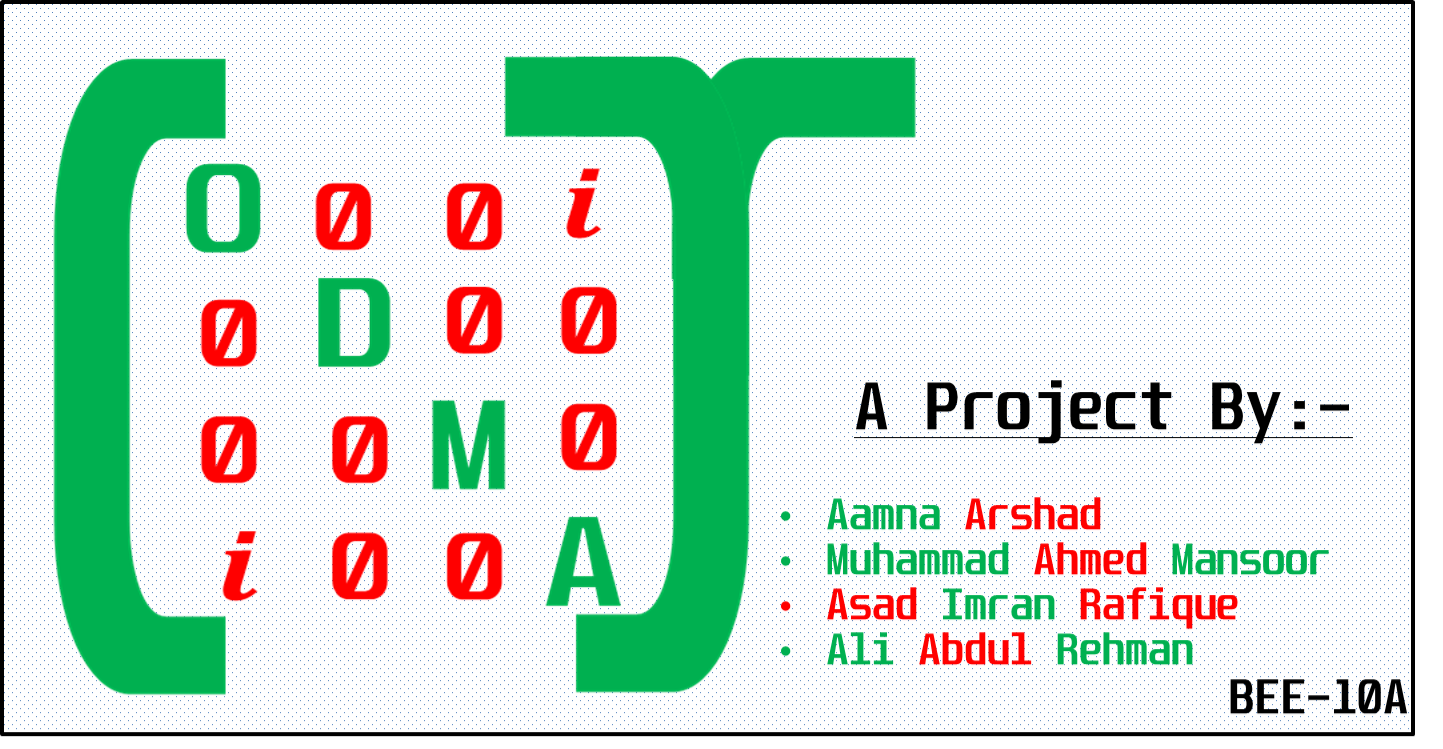 O 0 0 i
0 D 0 0
0 0 M 0
i 0 0 A
A Project By:-
• Aamna Arshad
• Muhammad Ahmed Mansoor
• Asad Imran Rafique
• Ali Abdul Rehman
BEE-10A